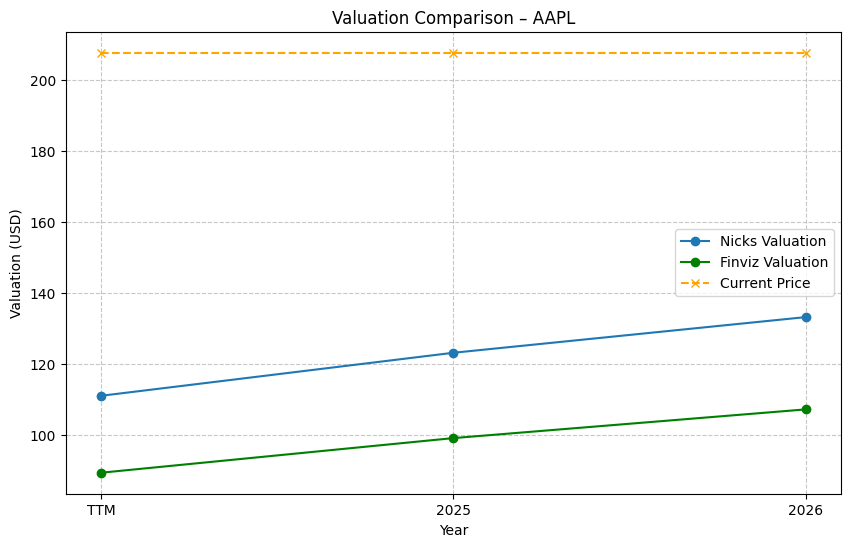 Valuation Comparison – AAPL
Valuation (USD)
200
180
160
140
120
100
Nicks Valuation
Finviz Valuation
Current Price
TTM
2025
2026
Year